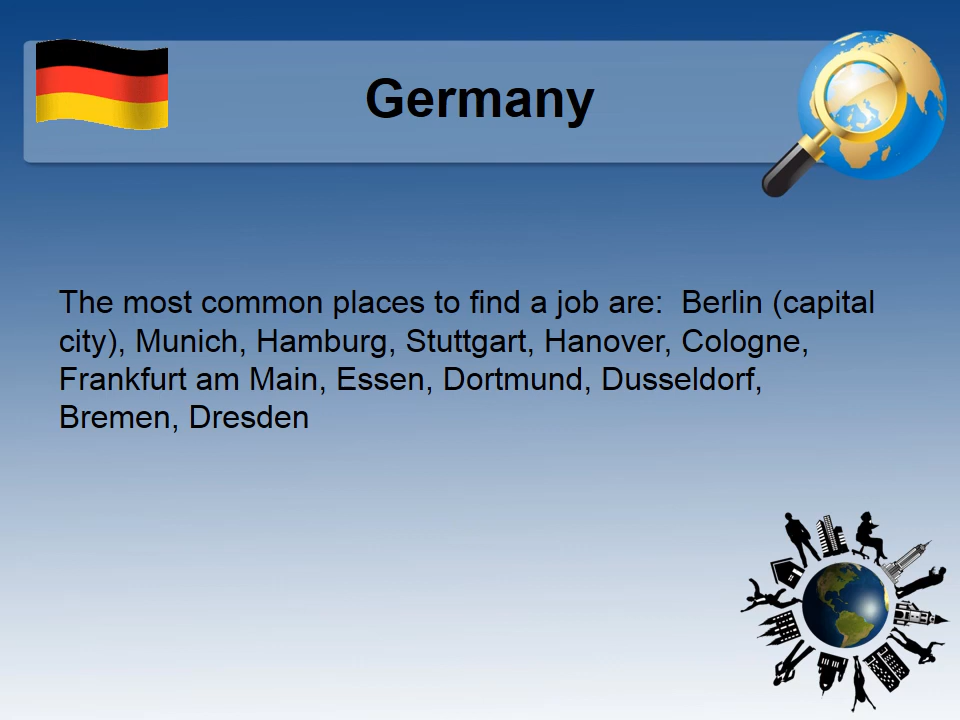 Germany
The most common places to find a job are:  Berlin (capital
city), Munich, Hamburg, Stuttgart, Hanover, Cologne,
Frankfurt am Main, Essen, Dortmund, Dusseldorf,
Bremen, Dresden